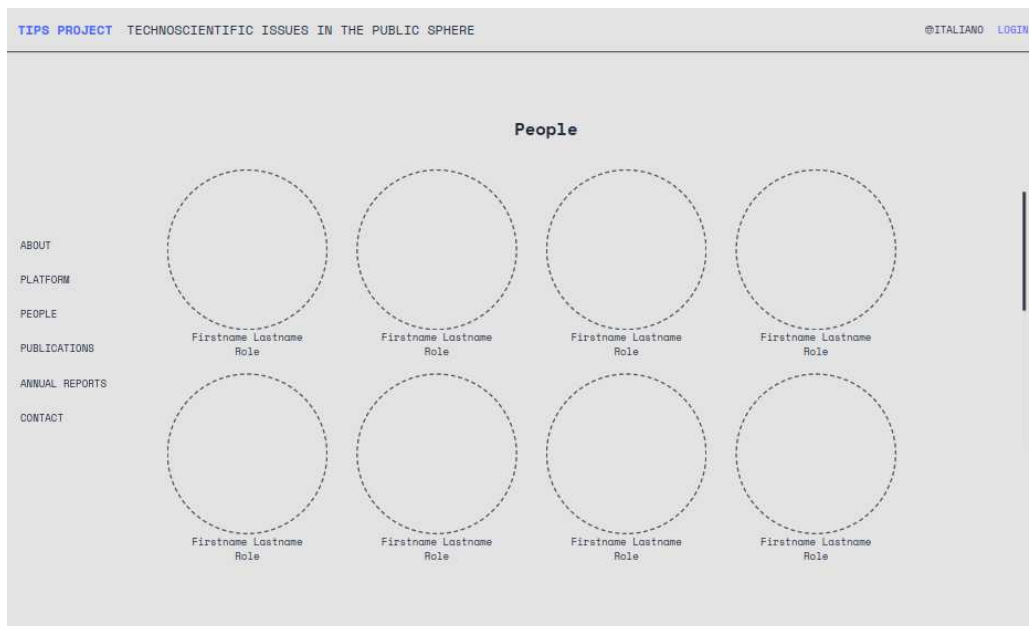 TIPS PROJECT TECHNOSCIENTIFIC ISSUES IN THE PUBLIC SPHERE
ITALIANO LOGIN
People
ABOUT
PLATFORM
PEOPLE
PUBLICATIONS
ANNUAL REPORTS
CONTACT
Firstname Lastname Firstname Lastname Firstname Lastname Firstname Lastname
Role Role Role Role
Firstname Lastname Firstname Lastname Firstname Lastname Firstname Lastname
Role Role Role Role